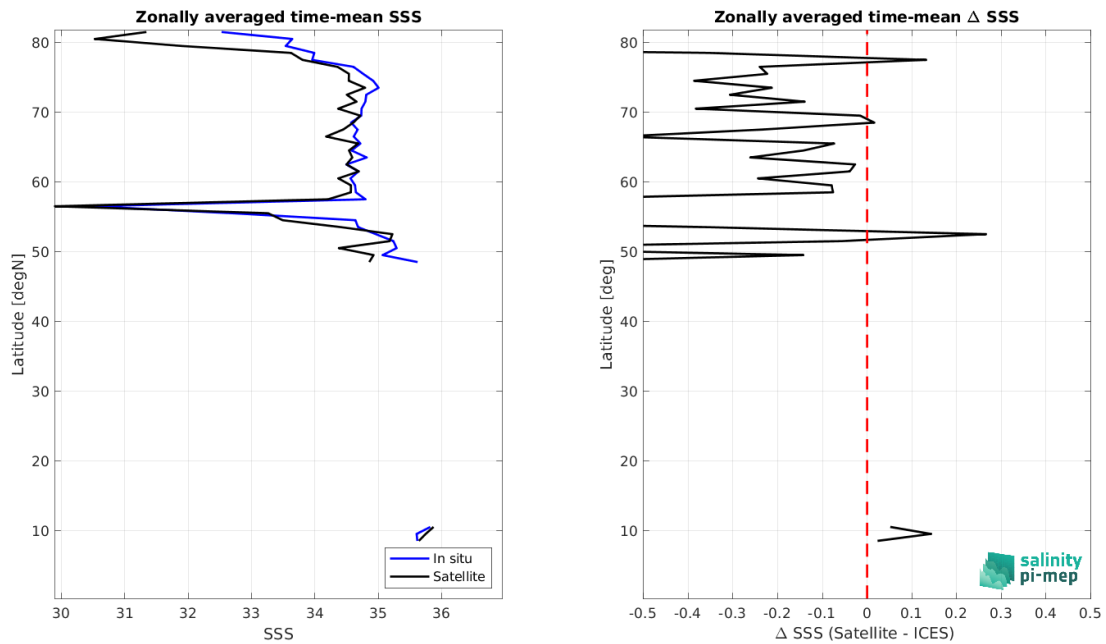 Zonally averaged time-mean SSS
Latitude [degN]
80
70
60
50
40
30
20
10
30 31 32 33 34 35 36
SSS
In situ
Satellite
Zonally averaged time-mean Δ SSS
Latitude [deg]
80
70
60
50
40
30
20
10
-0.5 -0.4 -0.3 -0.2 -0.1 0 0.1 0.2 0.3 0.4 0.5
Δ SSS (Satellite - ICES)
salinity
pi-mep